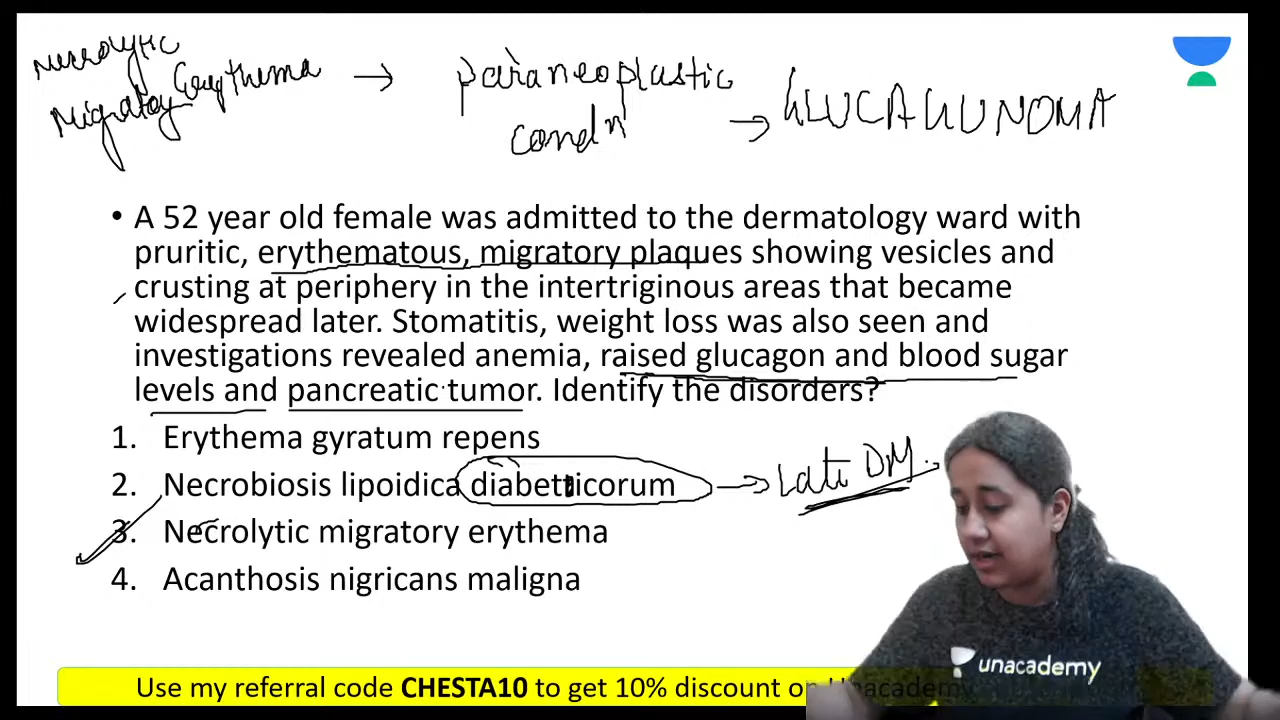 Necrolytic
Migratory Erythema → paraneoplastic condn → GLUCAGUNOMA
• A 52 year old female was admitted to the dermatology ward with
pruritic, erythematous, migratory plaques showing vesicles and
crusting at periphery in the intertriginous areas that became
widespread later. Stomatitis, weight loss was also seen and
investigations revealed anemia, raised glucagon and blood sugar
levels and pancreatic tumor. Identify the disorders?
1. Erythema gyratum repens
2. Necrobiosis lipoidica diabetticorum → Late DM.
3. Necrolytic migratory erythema
4. Acanthosis nigricans maligna
unacademy
Use my referral code CHESTA10 to get 10% discount on Unacademy